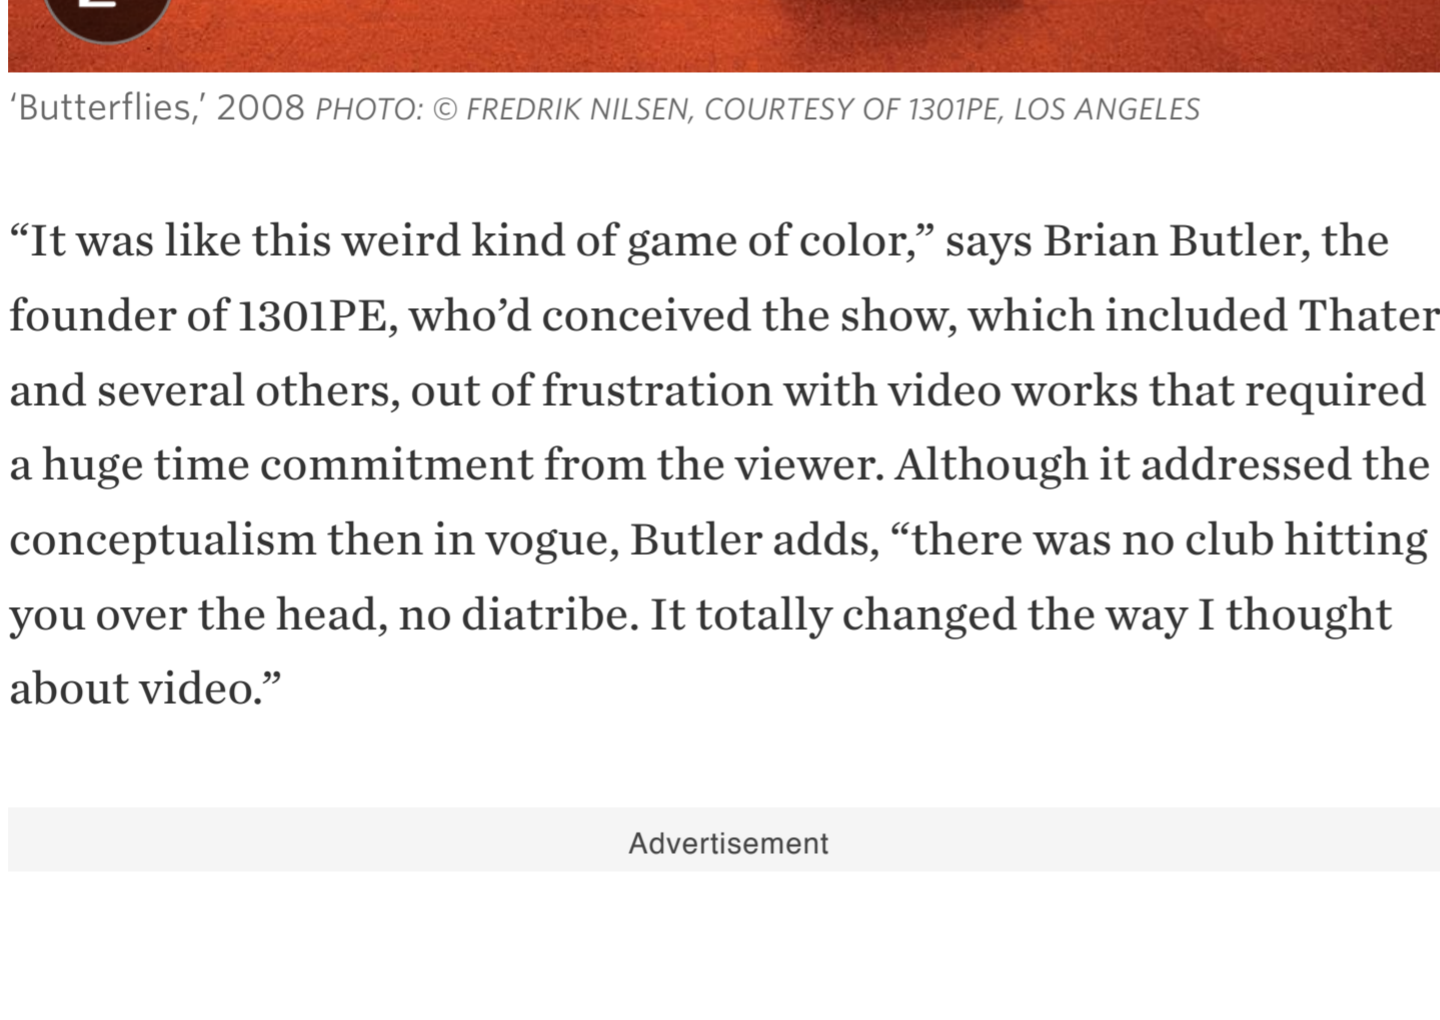 ‘Butterflies,’ 2008 PHOTO: © FREDRIK NILSEN, COURTESY OF 1301PE, LOS ANGELES
“It was like this weird kind of game of color,” says Brian Butler, the
founder of 1301PE, who’d conceived the show, which included Thater
and several others, out of frustration with video works that required
a huge time commitment from the viewer. Although it addressed the
conceptualism then in vogue, Butler adds, “there was no club hitting
you over the head, no diatribe. It totally changed the way I thought
about video.”
Advertisement